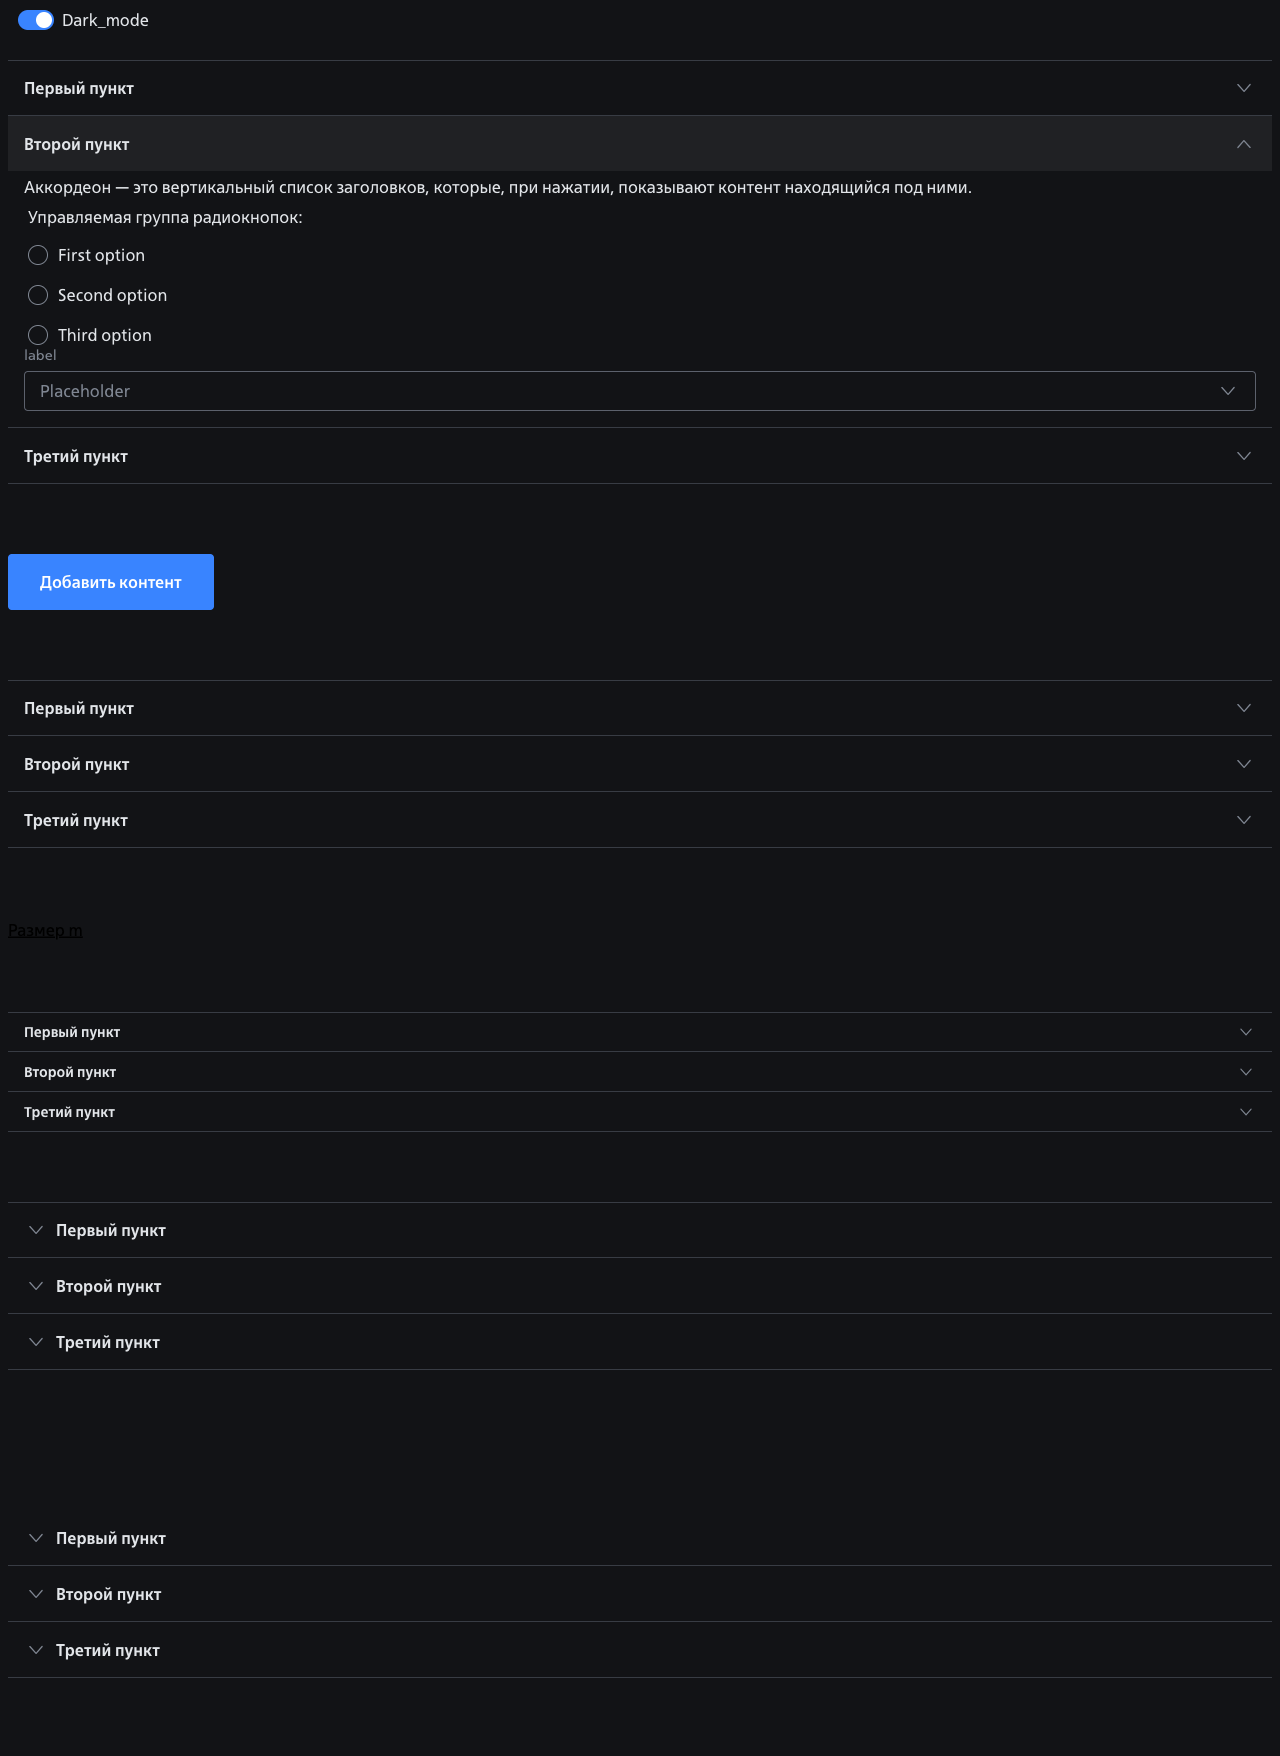 Dark_mode
Первый пункт
Второй пункт
Аккордеон — это вертикальный список заголовков, которые, при нажатии, показывают контент находящийся под ними.
Управляемая группа радиокнопок:
First option
Second option
Third option
label
Placeholder
Третий пункт
Добавить контент
Первый пункт
Второй пункт
Третий пункт
Размер m
Первый пункт
Второй пункт
Третий пункт
Первый пункт
Второй пункт
Третий пункт
Первый пункт
Второй пункт
Третий пункт